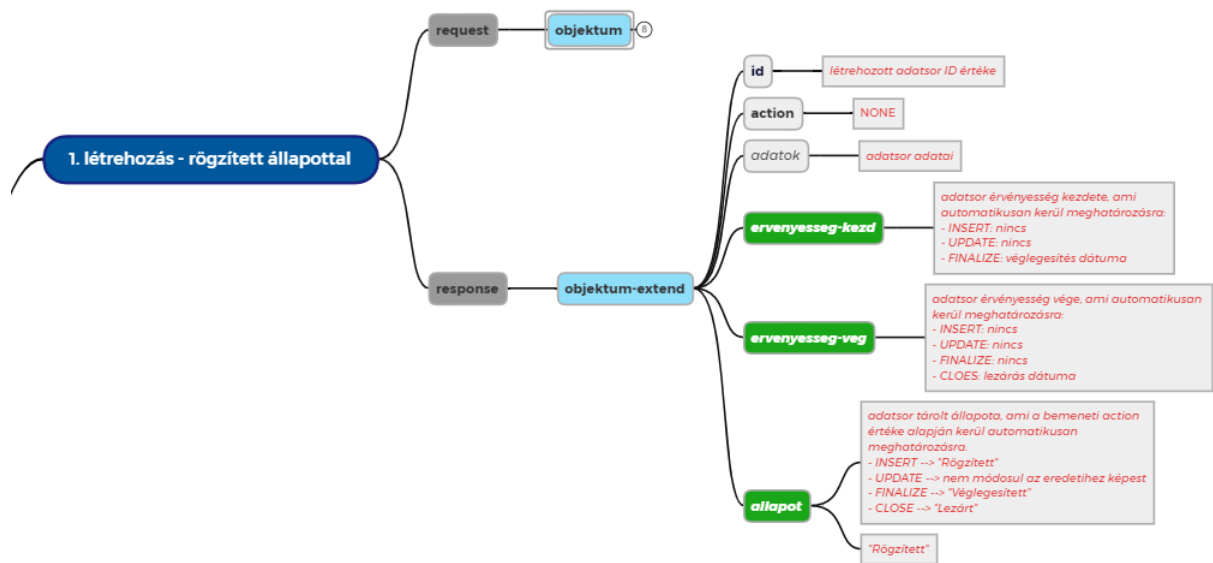 request
objektum
8
1. létrehozás - rögzített állapottal
response
objektum-extend
id
létrehozott adatsor ID értéke
action
NONE
adatok
adatsor adatai
ervenyesseg-kezd
adatsor érvényesség kezdete, ami
automatikusan kerül meghatározásra:
- INSERT: nincs
- UPDATE: nincs
- FINALIZE: véglegesítés dátuma
ervenyesseg-veg
adatsor érvényesség vége, ami automatikusan
kerül meghatározásra:
- INSERT: nincs
- UPDATE: nincs
- FINALIZE: nincs
- CLOES: lezárás dátuma
allapot
adatsor tárolt állapota, ami a bemeneti action
értéke alapján kerül automatikusan
meghatározásra.
- INSERT --> "Rögzített"
- UPDATE --> nem módosul az eredetihez képest
- FINALIZE --> "Véglegesített"
- CLOSE --> "Lezárt"
"Rögzített"